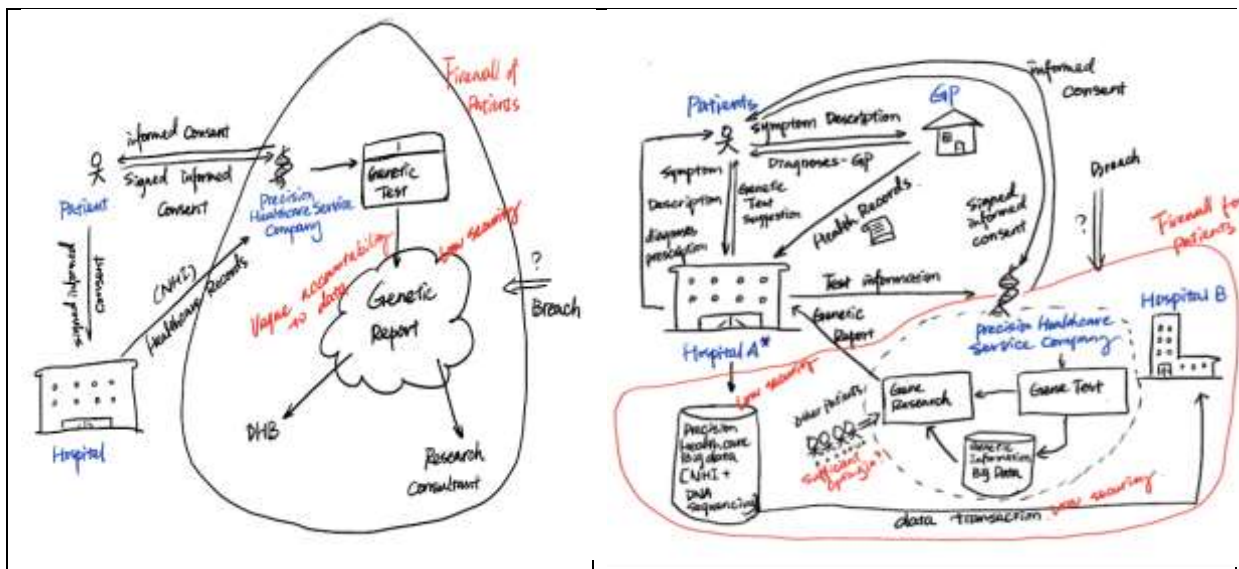 Firewall of
Patients
informed Consent
signed informed
Consent
Patient
Precision
Healthcare Service
Company
Genetic
Test
signed informed
consent
(NHI)
Healthcare Records
Vague accountability
to data
Low security
Genetic
Report
?
Breach
DHB
Research
Consultant
Hospital
informed
Consent
Patients
GP
Symptom Description
Diagnoses-GP
Symptom
Description
diagnoses
prescription
Genetic
Test
Suggestion
Health Records
signed
informed
consent
Breach
?
Firewall for
Patients
Test information
Genetic
Report
Hospital A*
Precision Healthcare
Service Company
Hospital B
Low security
other patients
Sufficient
Gene
Research
Gene Test
Genetic
Information
Big Data
Precision
Healthcare
Big data
[NHI +
DNA
sequencing]
data transaction
Low security